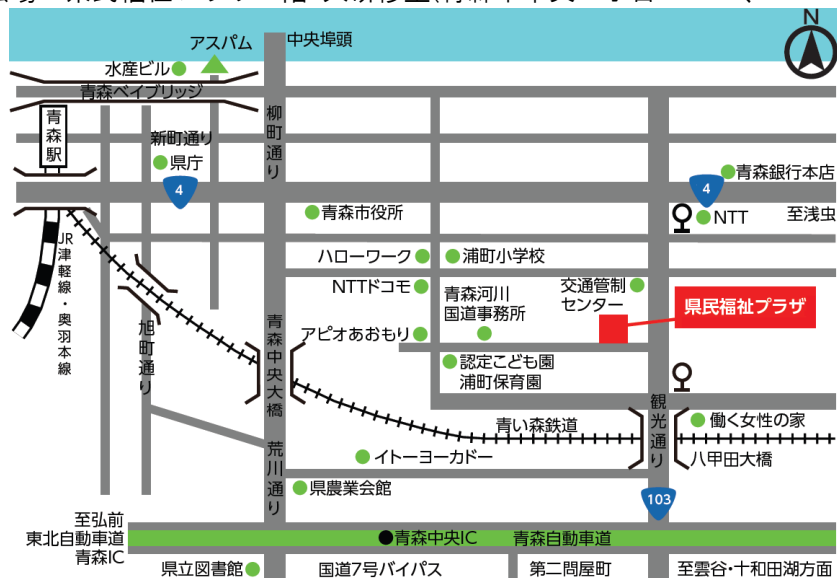 アスパム
中央埠頭
N
水産ビル
青森ベイブリッジ
青森駅
新町通り
柳町通り
県庁
4
青森銀行本店
4
青森市役所
NTT
至浅虫
ハローワーク
浦町小学校
JR津軽線・奥羽本線
NTTドコモ
青森河川
国道事務所
交通管制
センター
県民福祉プラザ
旭町通り
青森中央大橋
アピオあおもり
認定こども園
浦町保育園
観光通り
働く女性の家
青い森鉄道
八甲田大橋
荒川通り
イトーヨーカドー
県農業会館
103
至弘前
東北自動車道
青森IC
青森中央IC
青森自動車道
県立図書館
国道7号バイパス
第二問屋町
至雲谷・十和田湖方面